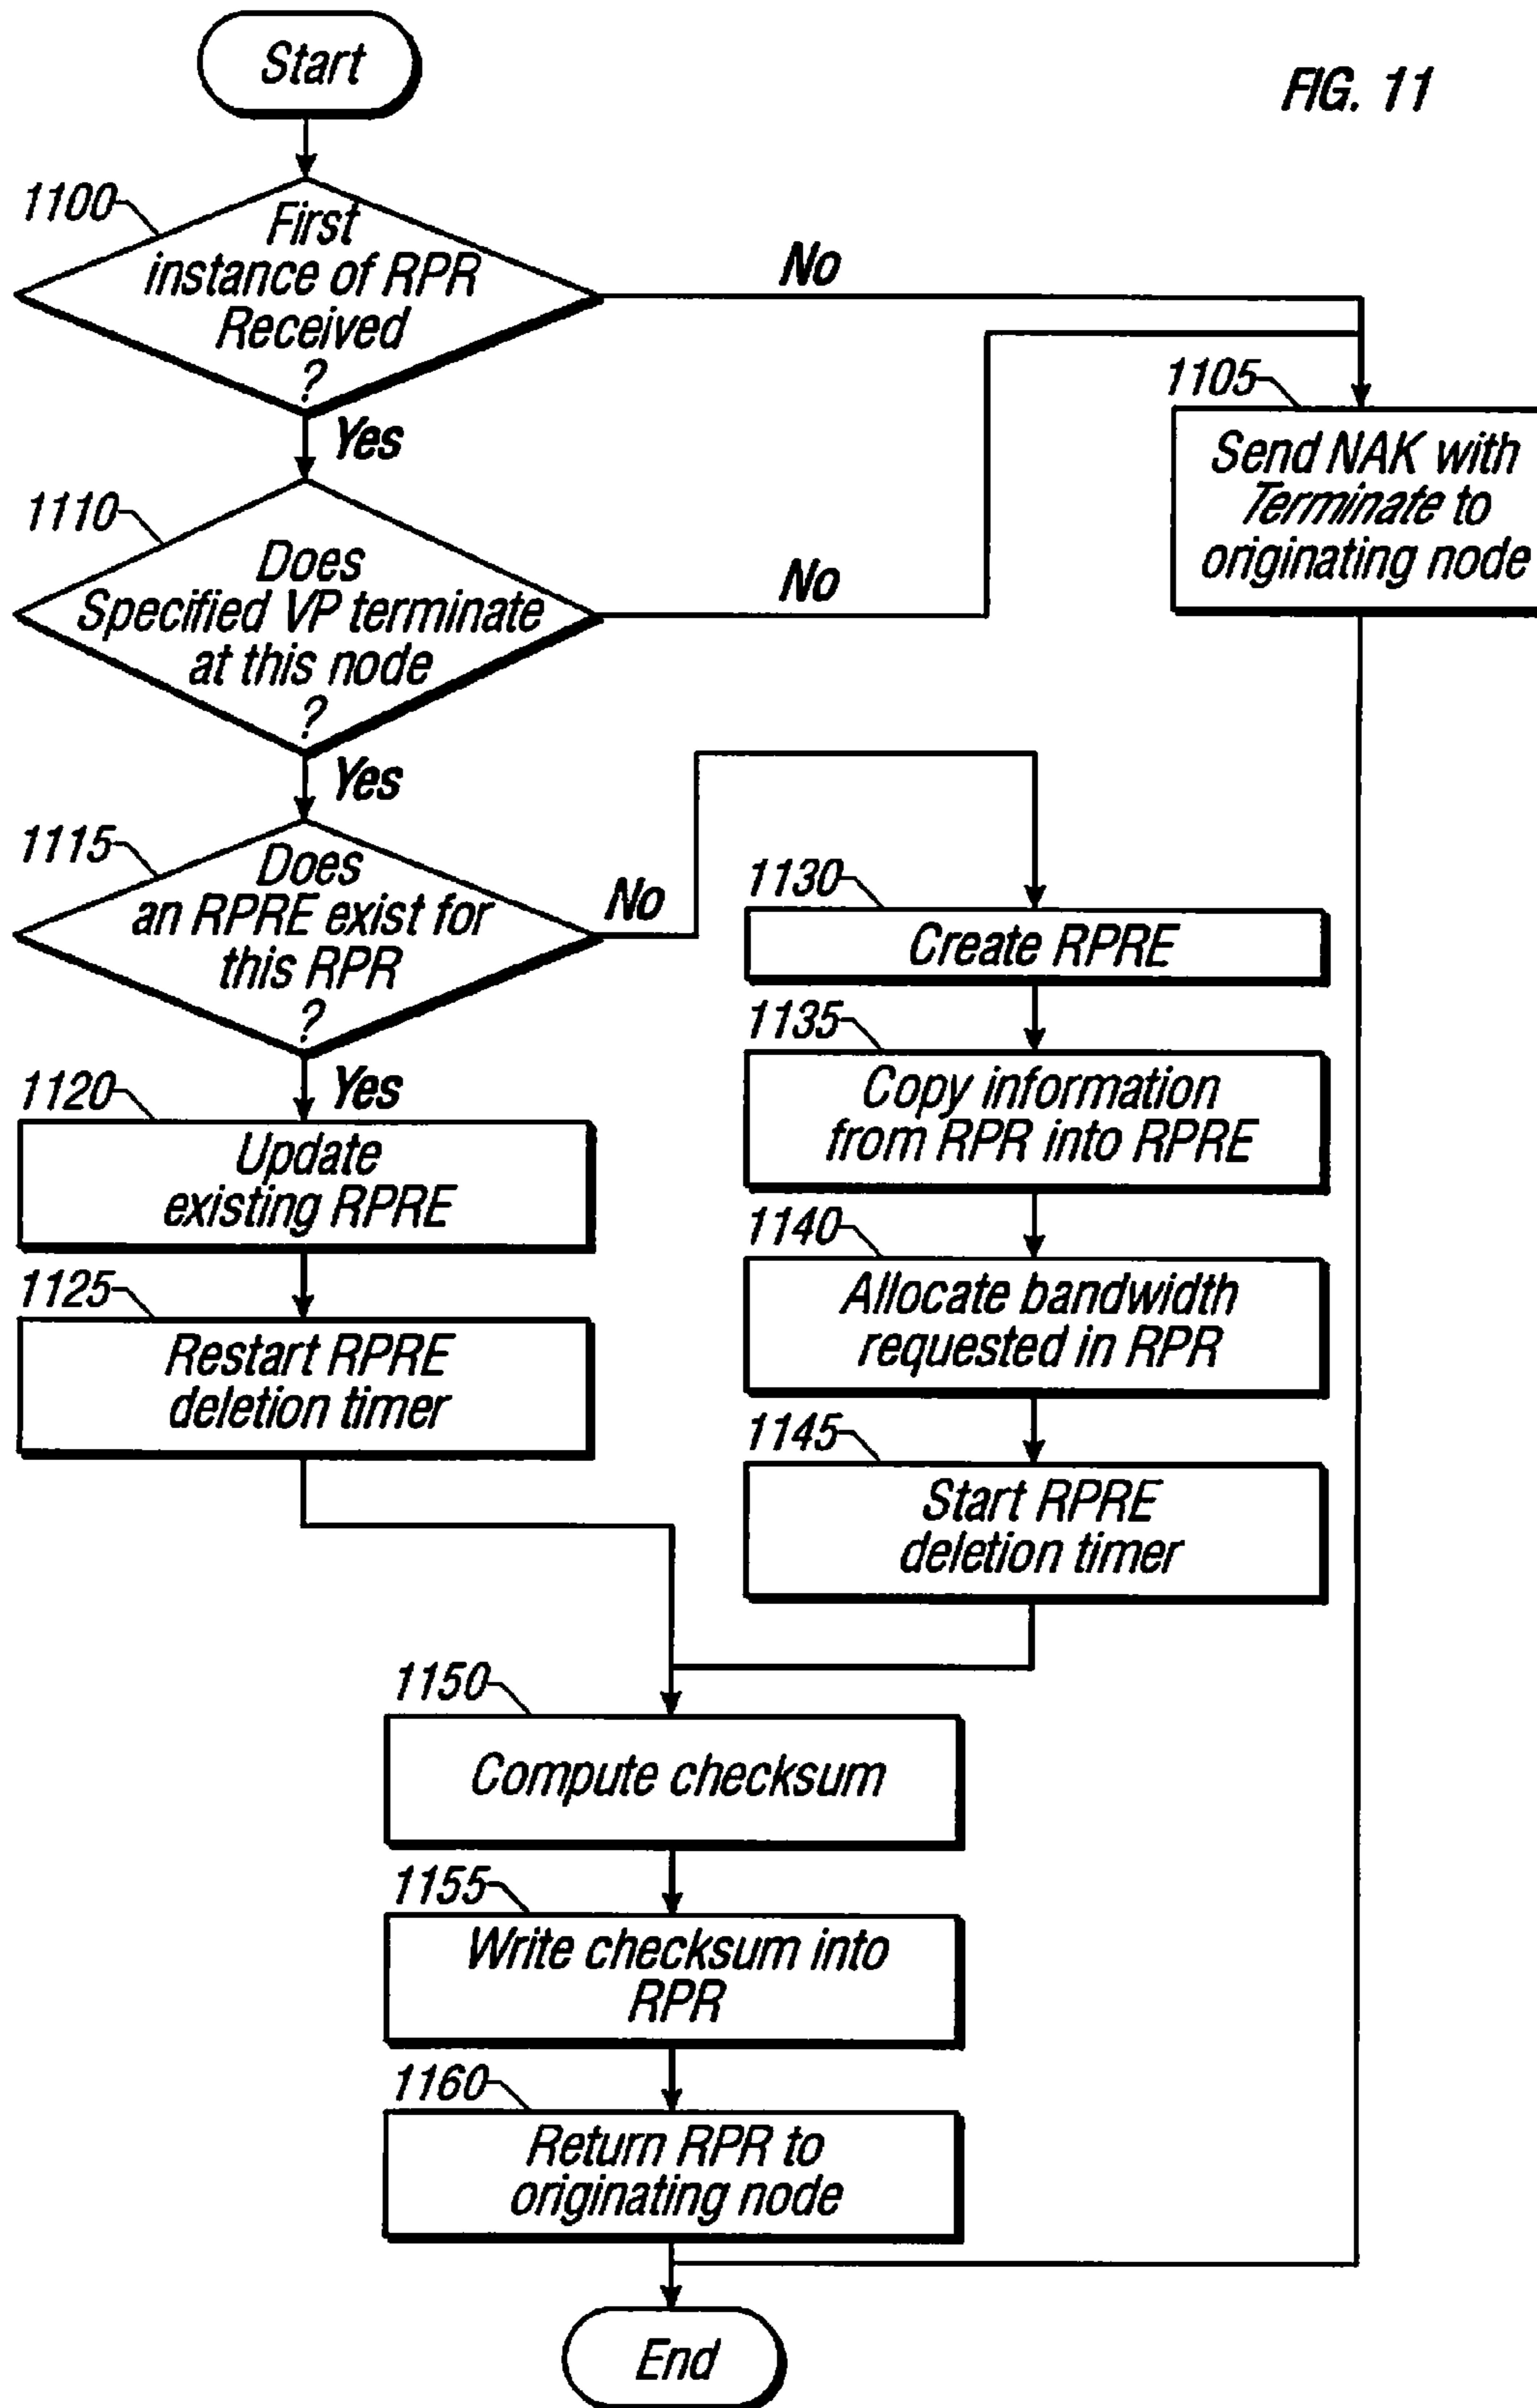 Start
FIG. 11
1100
First
instance of RPR
Received
?
No
Yes
1105
Send NAK with
Terminate to
originating node
1110
Does
Specified VP terminate
at this node
?
No
Yes
1115
Does
an RPRE exist for
this RPR
?
No
Yes
1120
Update
existing RPRE
1125
Restart RPRE
deletion timer
1130
Create RPRE
1135
Copy information
from RPR into RPRE
1140
Allocate bandwidth
requested in RPR
1145
Start RPRE
deletion timer
1150
Compute checksum
1155
Write checksum into
RPR
1160
Return RPR to
originating node
End